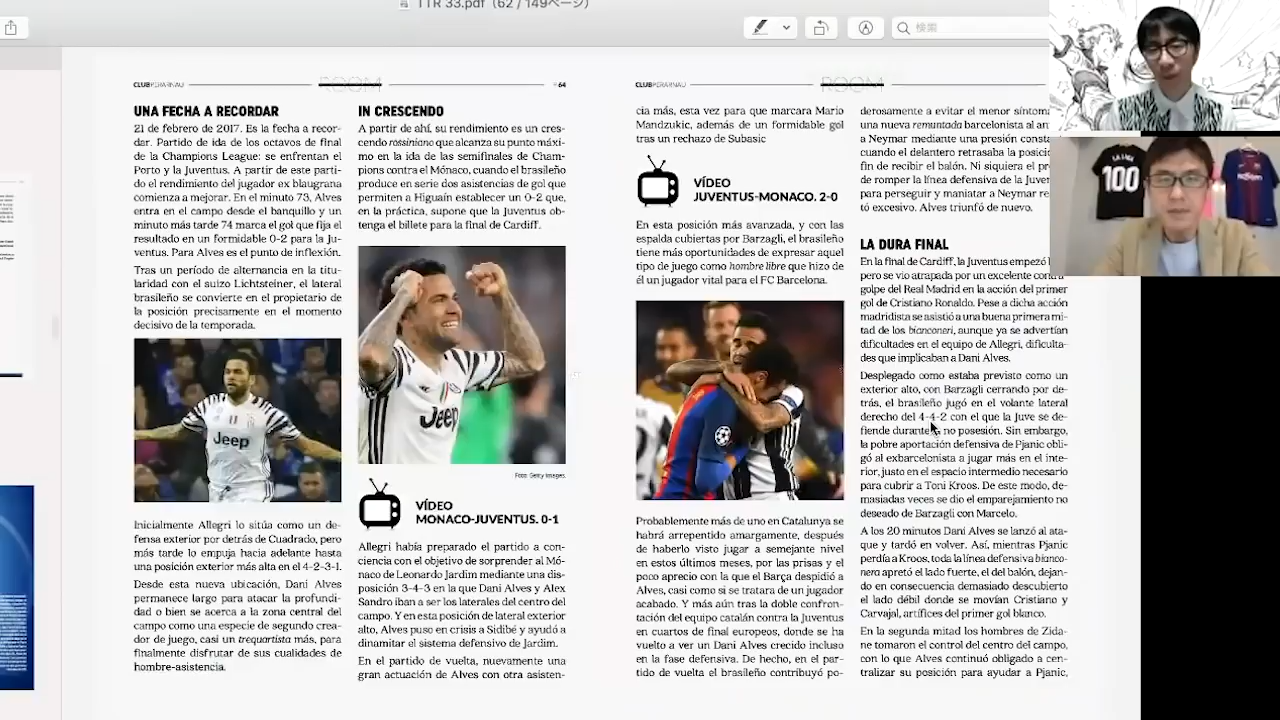 TTR 33.pdf（62 / 149ページ）
検索
CLUBPERARNAU
ROOM
64
UNA FECHA A RECORDAR
21 de febrero de 2017. Es la fecha a recor-
dar. Partido de ida de los octavos de final
de la Champions League: se enfrentan el
Porto y la Juventus. A partir de este parti-
do el rendimiento del jugador ex blaugrana
comienza a mejorar. En el minuto 73, Alves
entra en el campo desde el banquillo y un
minuto más tarde 74 marca el gol que fija el
resultado en un formidable 0-2 para la Ju-
ventus. Para Alves es el punto de inflexión.
Tras un período de alternancia en la titu-
laridad con el suizo Lichtsteiner, el lateral
brasileño se convierte en el propietario de
la posición precisamente en el momento
decisivo de la temporada.
Jeep
Inicialmente Allegri lo sitúa como un de-
fensa exterior por detrás de Cuadrado, pero
más tarde lo empuja hacia adelante hasta
una posición exterior más alta en el 4-2-3-1.
Desde esta nueva ubicación, Dani Alves
permanece largo para atacar la profundi-
dad o bien se acerca a la zona central del
campo como una especie de segundo crea-
dor de juego, casi un trequartista más, para
finalmente disfrutar de sus cualidades de
hombre-asistencia.
IN CRESCENDO
A partir de ahí, su rendimiento es un cres-
cendo rossiniano que alcanza su punto máxi-
mo en la ida de las semifinales de Cham-
pions contra el Mónaco, cuando el brasileño
produce en serie dos asistencias de gol que
permiten a Higuaín establecer un 0-2 que,
en la práctica, supone que la Juventus ob-
tenga el billete para la final de Cardiff.
Jeep
Foto: Getty Images.
VÍDEO
MONACO-JUVENTUS. 0-1
Allegri había preparado el partido a con-
ciencia con el objetivo de sorprender al Mó-
naco de Leonardo Jardim mediante una dis-
posición 3-4-3 en la que Dani Alves y Alex
Sandro iban a ser los laterales del centro del
campo. Y en esta posición de lateral exterior
alto, Alves puso en crisis a Sidibé y ayudó a
dinamitar el sistema defensivo de Jardim.
En el partido de vuelta, nuevamente una
gran actuación de Alves con otra asisten-
CLUBPERARNAU
ROOM
cia más, esta vez para que marcara Mario
Mandzukic, además de un formidable gol
tras un rechazo de Subasic
VÍDEO
JUVENTUS-MONACO. 2-0
En esta posición más avanzada, y con las
espalda cubiertas por Barzagli, el brasileño
tiene más oportunidades de expresar aquel
tipo de juego como hombre libre que hizo de
él un jugador vital para el FC Barcelona.
Probablemente más de uno en Catalunya se
habrá arrepentido amargamente, después
de haberlo visto jugar a semejante nivel
en estos últimos meses, por las prisas y el
poco aprecio con la que el Barça despidió a
Alves, casi como si se tratara de un jugador
acabado. Y más aún tras la doble confron-
tación del equipo catalán contra la Juventus
en cuartos de final europeos, donde se ha
vuelto a ver un Dani Alves crecido incluso
en la fase defensiva. De hecho, en el par-
tido de vuelta el brasileño contribuyó po-
derosamente a evitar el menor síntoma
una nueva remuntada barcelonista al an
a Neymar mediante una presión consta
cuando el delantero retrasaba la posició
fin de recibir el balón. Ni siquiera el pr
de romper la línea defensiva de la Juvent
para perseguir y maniatar a Neymar re
tó excesivo. Alves triunfó de nuevo.
LA DURA FINAL
En la final de Cardiff, la Juventus empezó
pero se vio atrapada por un excelente contra
golpe del Real Madrid en la acción del primer
gol de Cristiano Ronaldo. Pese a dicha acción
madridista se asistió a una buena primera mi-
tad de los bianconeri, aunque ya se advertían
dificultades en el equipo de Allegri, dificulta-
des que implicaban a Dani Alves.
Desplegado como estaba previsto como un
exterior alto, con Barzagli cerrando por de-
trás, el brasileño jugó en el volante lateral
derecho del 4-4-2 con el que la Juve se de-
fiende durante no posesión. Sin embargo,
la pobre aportación defensiva de Pjanic obli-
gó al exbarcelonista a jugar más en el inte-
rior, justo en el espacio intermedio necesario
para cubrir a Toni Kroos. De este modo, de-
masiadas veces se dio el emparejamiento no
deseado de Barzagli con Marcelo.
A los 20 minutos Dani Alves se lanzó al ata-
que y tardó en volver. Así, mientras Pjanic
perdía a Kroos, toda la línea defensiva bianco-
nera apretó el lado fuerte, el del balón, dejan-
do en consecuencia demasiado descubierto
el lado débil donde se movían Cristiano y
Carvajal, artífices del primer gol blanco.
En la segunda mitad los hombres de Zida-
ne tomaron el control del centro del campo,
con lo que Alves continuó obligado a cen-
tralizar su posición para ayudar a Pjanic,
LA LIGA
100